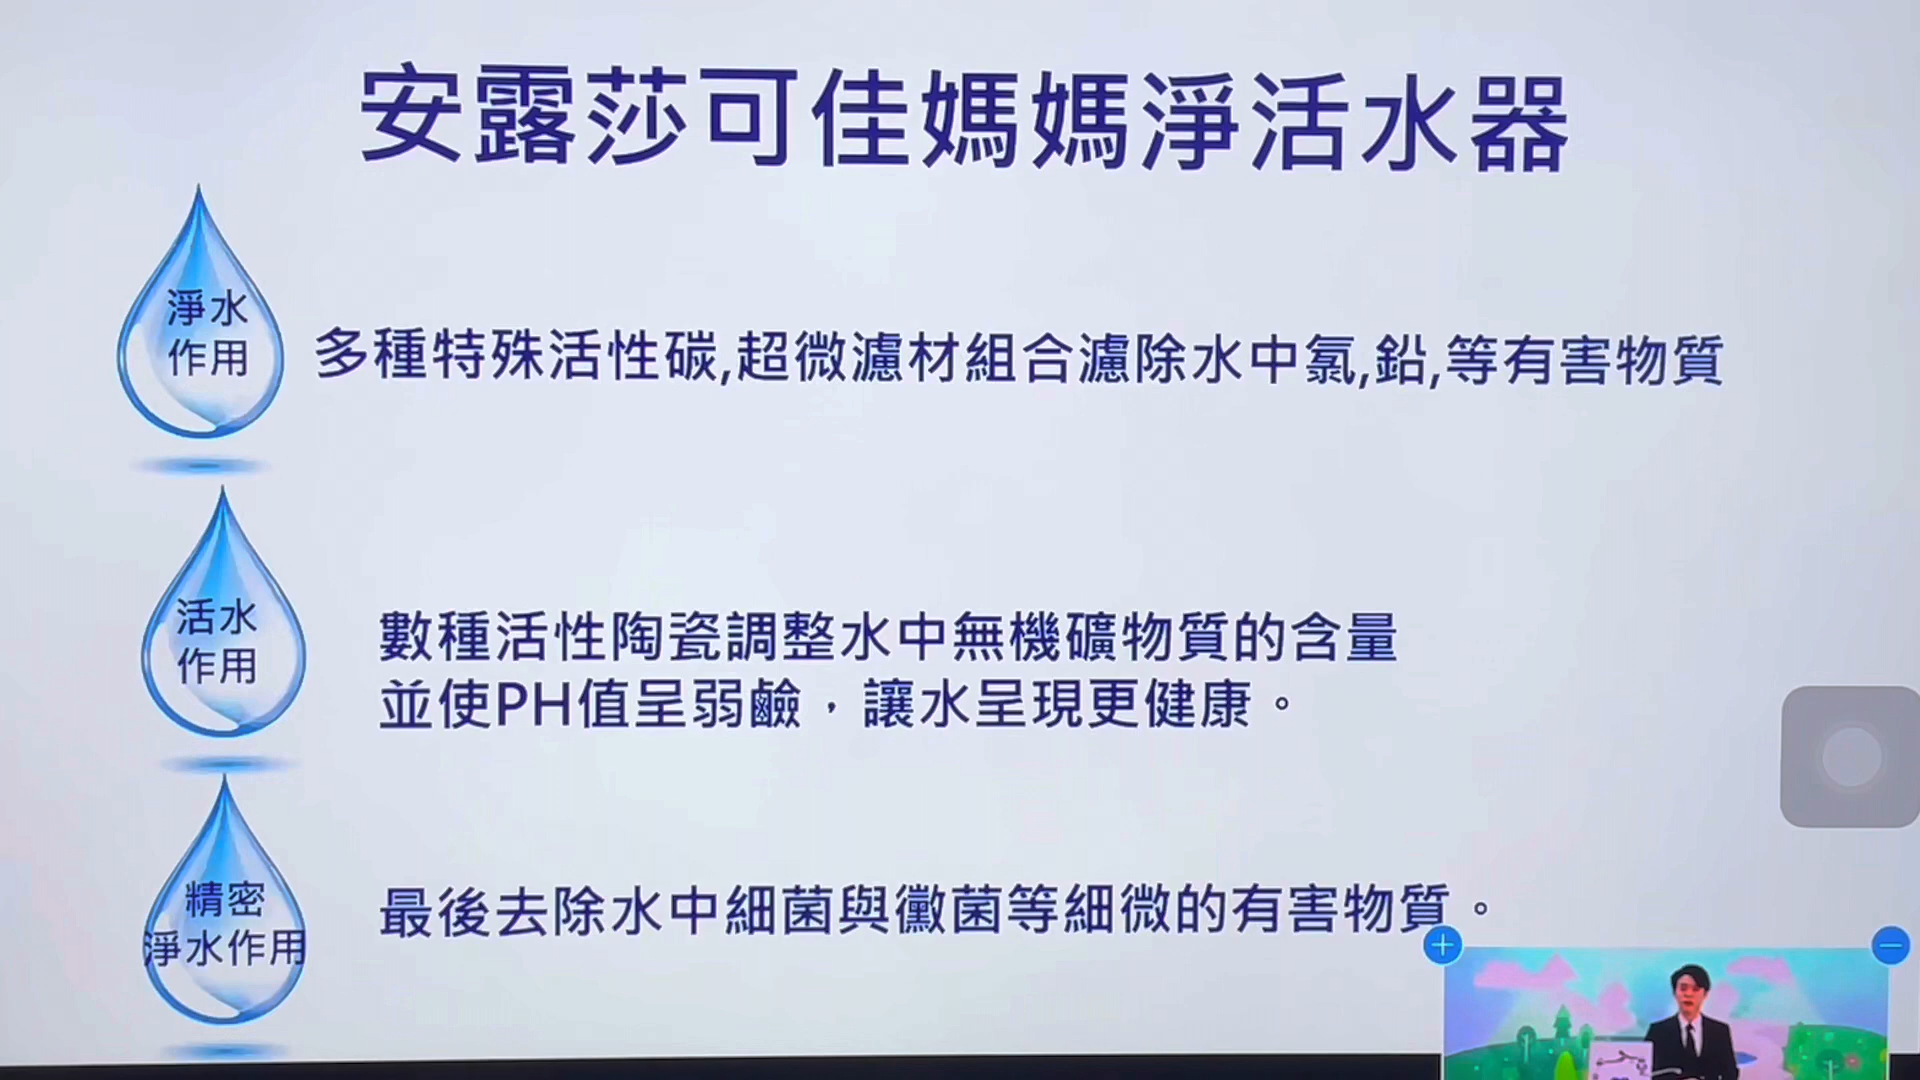 安露莎可佳媽媽淨活水器
淨水
作用
多種特殊活性碳,超微濾材組合濾除水中氯,鉛,等有害物質
活水
作用
數種活性陶瓷調整水中無機礦物質的含量
並使PH值呈弱鹼，讓水呈現更健康。
精密
淨水作用
最後去除水中細菌與黴菌等細微的有害物質。